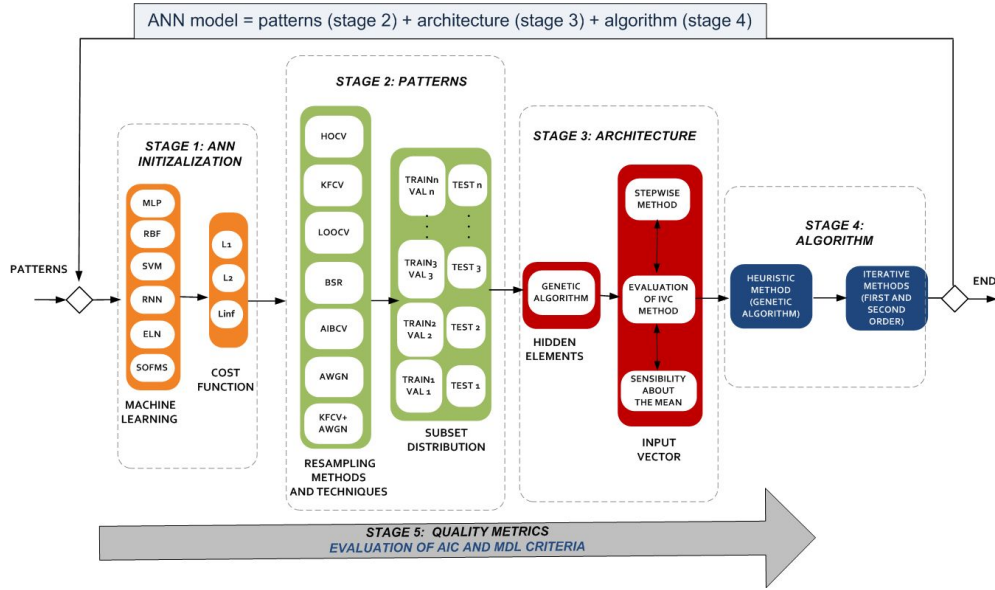 ANN model = patterns (stage 2) + architecture (stage 3) + algorithm (stage 4)
PATTERNS
STAGE 1: ANN
INITIZALIZATION
MLP
RBF
SVM
RNN
ELN
SOFMS
MACHINE
LEARNING
L1
L2
Linf
COST
FUNCTION
STAGE 2: PATTERNS
HOCV
KFCV
LOOCV
BSR
AIBCV
AWGN
KFCV+
AWGN
RESAMPLING
METHODS
AND TECHNIQUES
TRAINn
VAL n
TEST n
TRAIN3
VAL 3
TEST 3
TRAIN2
VAL 2
TEST 2
TRAIN1
VAL 1
TEST 1
SUBSET
DISTRIBUTION
STAGE 3: ARCHITECTURE
GENETIC
ALGORITHM
HIDDEN
ELEMENTS
STEPWISE
METHOD
EVALUATION
OF IVC
METHOD
SENSIBILITY
ABOUT
THE MEAN
INPUT
VECTOR
STAGE 4:
ALGORITHM
HEURISTIC
METHOD
(GENETIC
ALGORITHM)
ITERATIVE
METHODS
(FIRST AND
SECOND
ORDER)
END
STAGE 5: QUALITY METRICS
EVALUATION OF AIC AND MDL CRITERIA